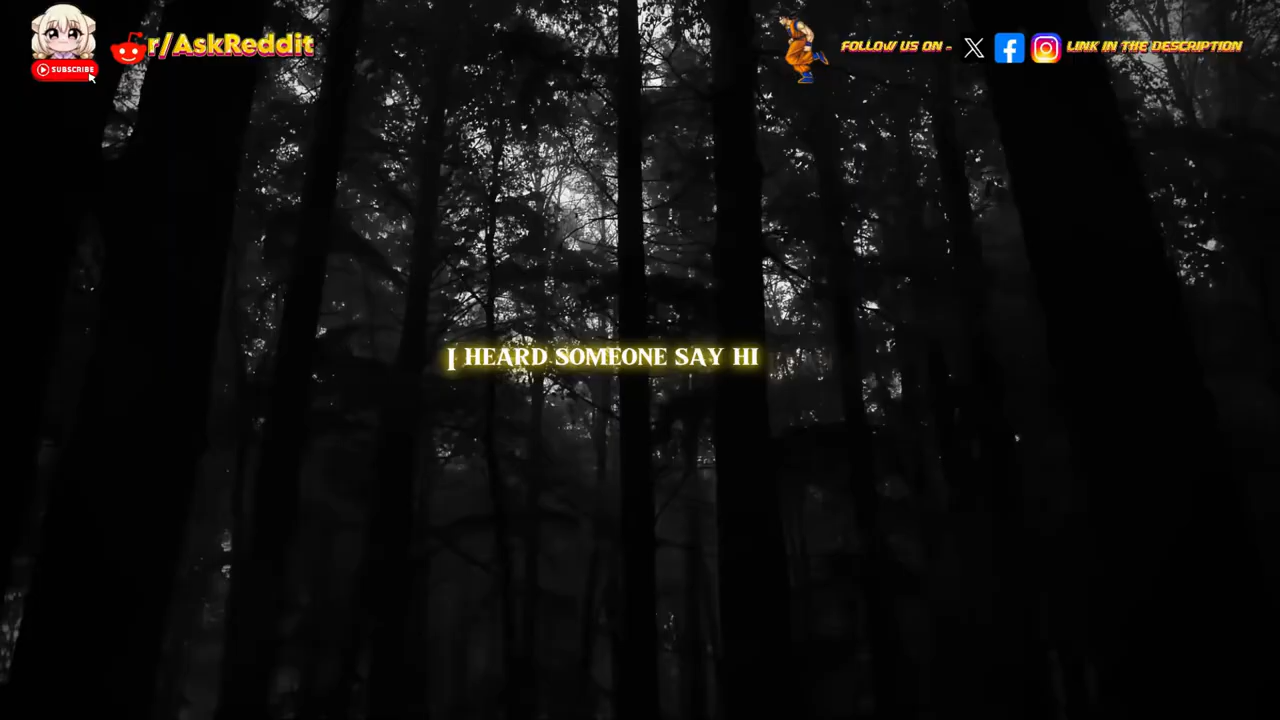 r/AskReddit
SUBSCRIBE
FOLLOW US ON -
LINK IN THE DESCRIPTION
I HEARD SOMEONE SAY HI